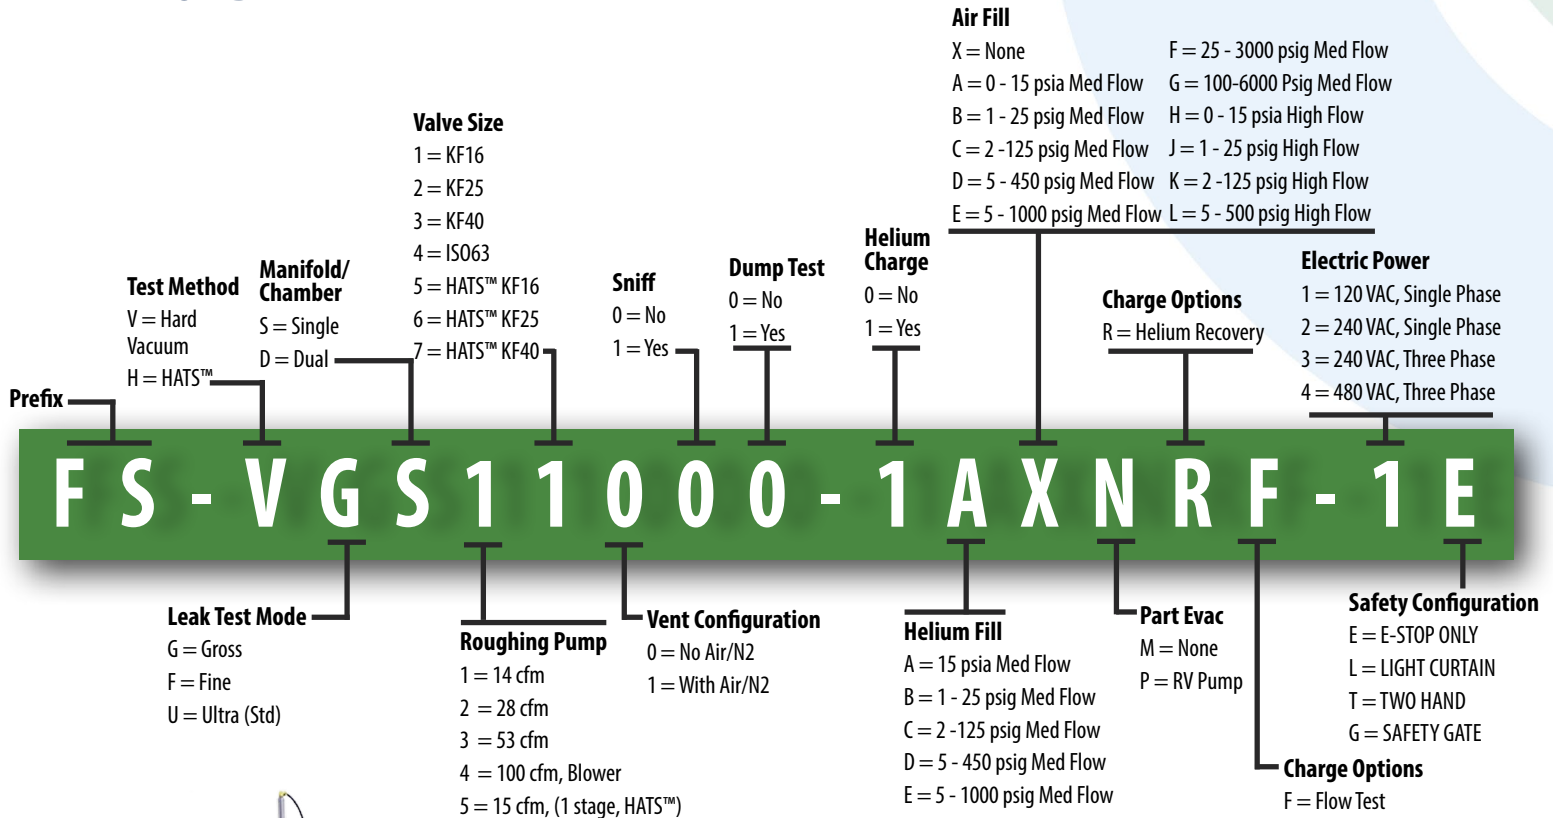 Air Fill
X = None
A = 0 - 15 psia Med Flow
B = 1 - 25 psig Med Flow
C = 2 -125 psig Med Flow
D = 5 - 450 psig Med Flow
E = 5 - 1000 psig Med Flow
F = 25 - 3000 psig Med Flow
G = 100-6000 Psig Med Flow
H = 0 - 15 psia High Flow
J = 1 - 25 psig High Flow
K = 2 -125 psig High Flow
L = 5 - 500 psig High Flow
Valve Size
1 = KF16
2 = KF25
3 = KF40
4 = ISO63
5 = HATS™ KF16
6 = HATS™ KF25
7 = HATS™ KF40
Test Method
V = Hard
Vacuum
H = HATS™
Manifold/
Chamber
S = Single
D = Dual
Sniff
0 = No
1 = Yes
Dump Test
0 = No
1 = Yes
Helium
Charge
0 = No
1 = Yes
Charge Options
R = Helium Recovery
Electric Power
1 = 120 VAC, Single Phase
2 = 240 VAC, Single Phase
3 = 240 VAC, Three Phase
4 = 480 VAC, Three Phase
Prefix
FS-VGS11000-1AXNRF-1E
Leak Test Mode
G = Gross
F = Fine
U = Ultra (Std)
Roughing Pump
1 = 14 cfm
2 = 28 cfm
3 = 53 cfm
4 = 100 cfm, Blower
5 = 15 cfm, (1 stage, HATS™)
Vent Configuration
0 = No Air/N2
1 = With Air/N2
Helium Fill
A = 15 psia Med Flow
B = 1 - 25 psig Med Flow
C = 2 -125 psig Med Flow
D = 5 - 450 psig Med Flow
E = 5 - 1000 psig Med Flow
Part Evac
M = None
P = RV Pump
Safety Configuration
E = E-STOP ONLY
L = LIGHT CURTAIN
T = TWO HAND
G = SAFETY GATE
Charge Options
F = Flow Test